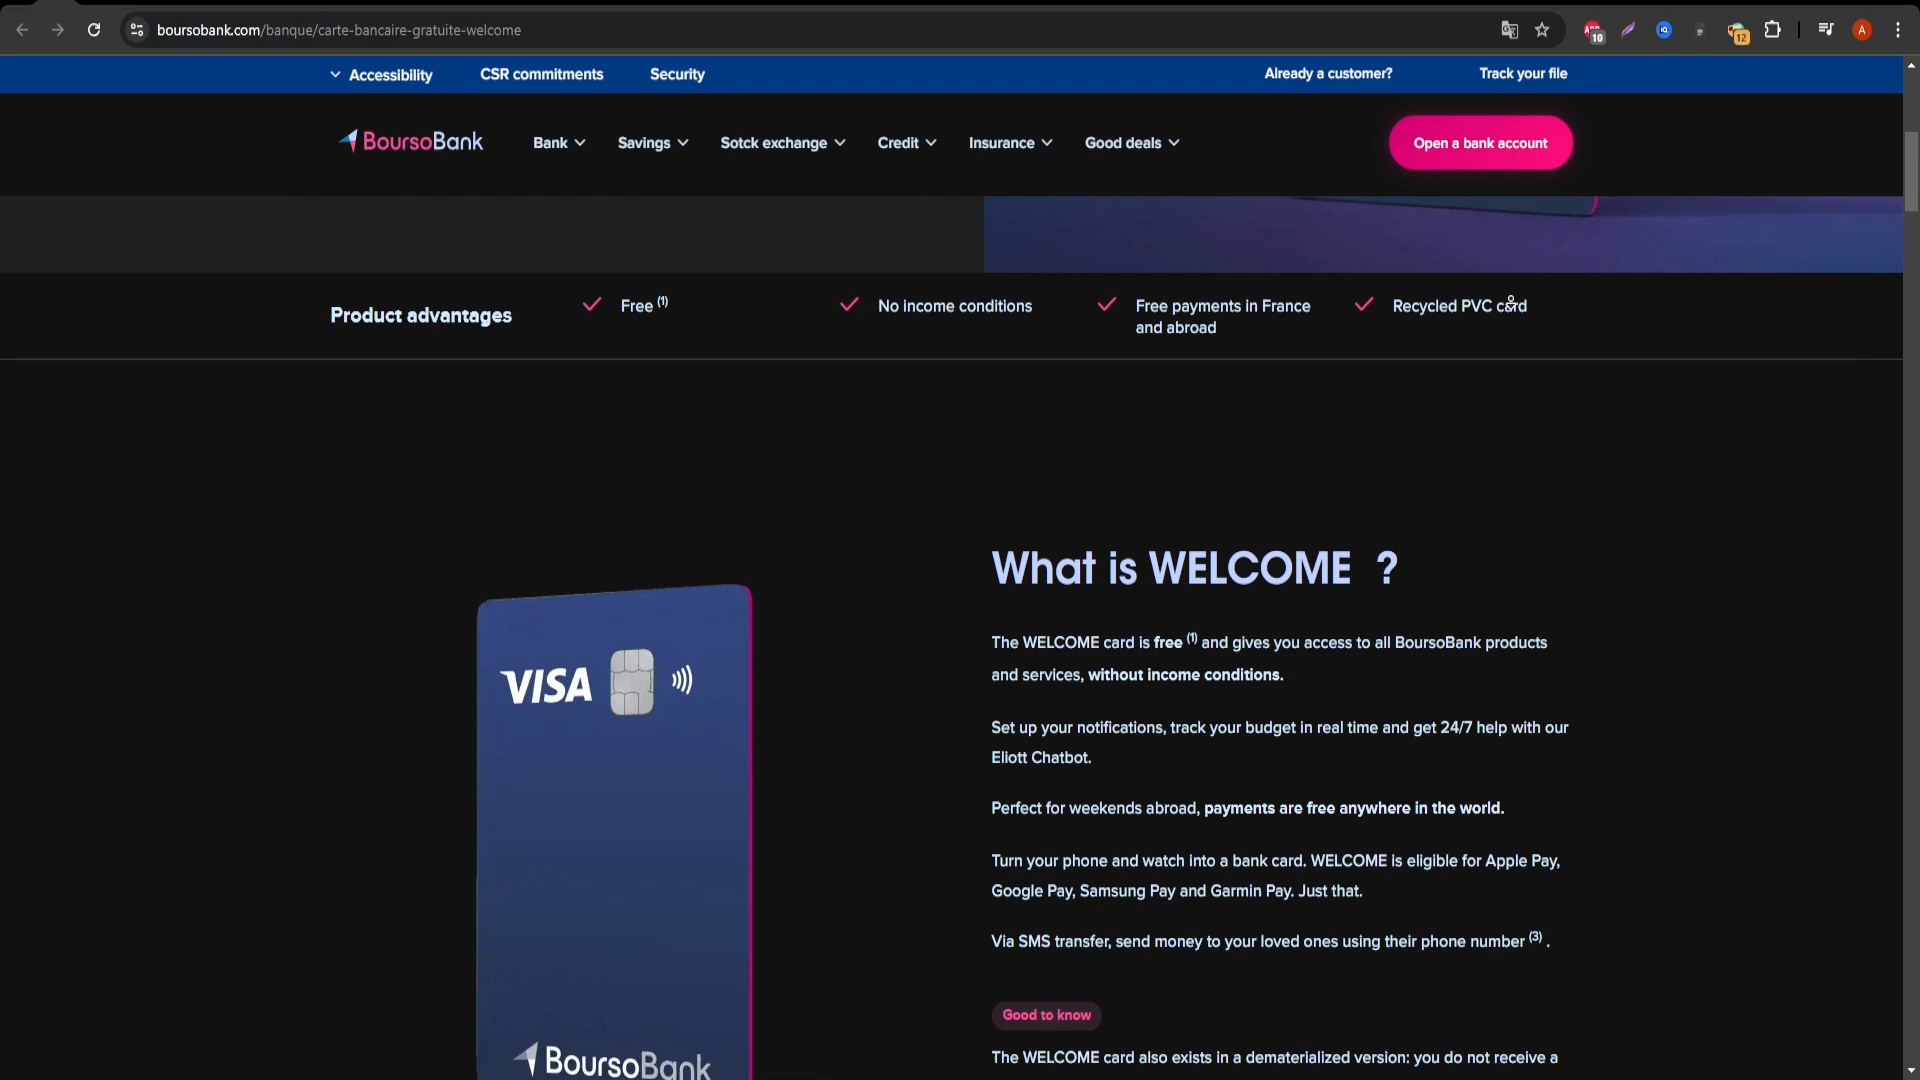 boursobank.com/banque/carte-bancaire-gratuite-welcome
10
12
A
Accessibility
CSR commitments
Security
Already a customer?
Track your file
BoursoBank
Bank
Savings
Sotck exchange
Credit
Insurance
Good deals
Open a bank account
Product advantages
Free (1)
No income conditions
Free payments in France
and abroad
Recycled PVC card
What is WELCOME ?
The WELCOME card is free (1) and gives you access to all BoursoBank products
and services, without income conditions.
Set up your notifications, track your budget in real time and get 24/7 help with our
Eliott Chatbot.
Perfect for weekends abroad, payments are free anywhere in the world.
Turn your phone and watch into a bank card. WELCOME is eligible for Apple Pay,
Google Pay, Samsung Pay and Garmin Pay. Just that.
Via SMS transfer, send money to your loved ones using their phone number (3) .
Good to know
The WELCOME card also exists in a dematerialized version: you do not receive a
VISA
BoursoBank